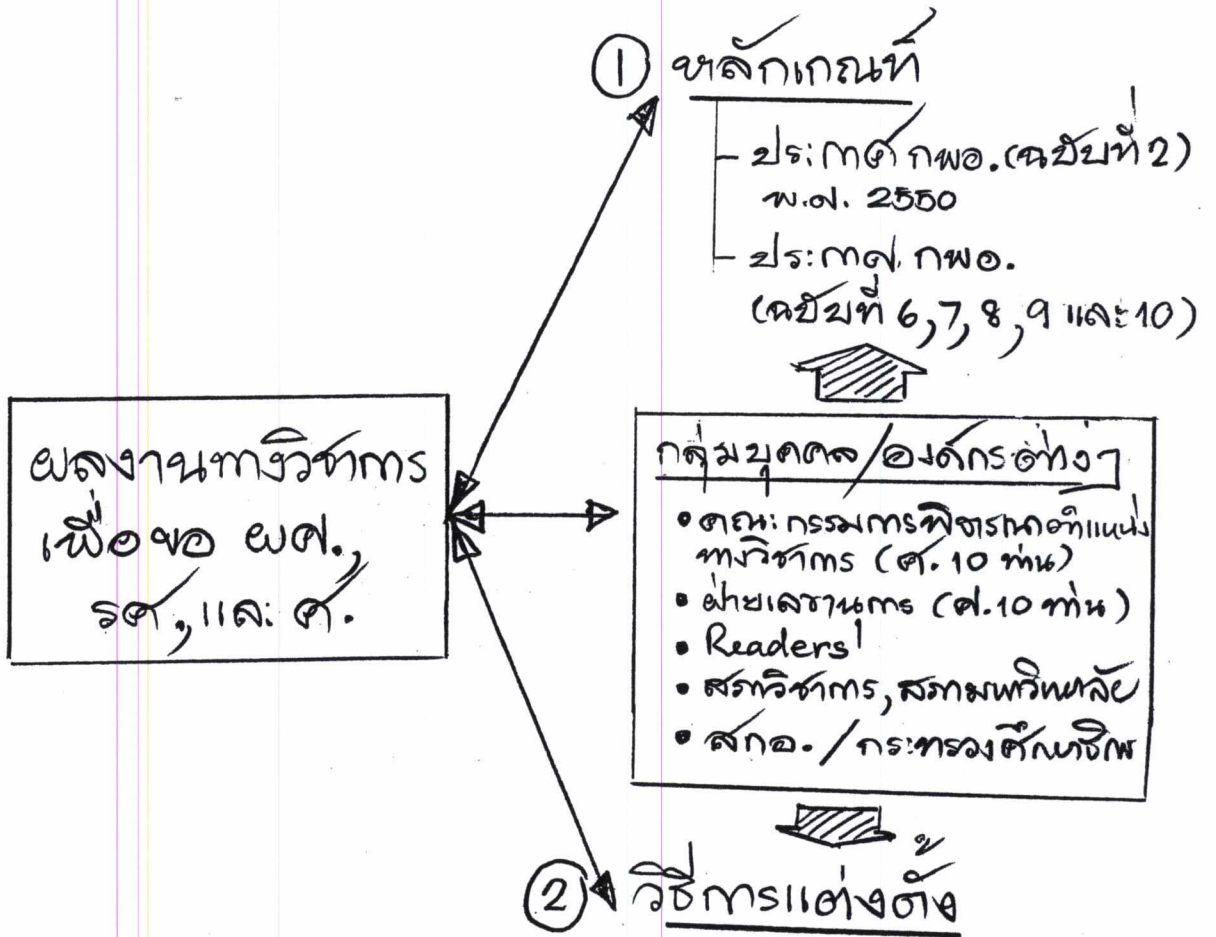 ผลงานทางวิชาการ
เพื่อขอ ผศ.,
รศ., และ ศ.
① หลักเกณฑ์
- ประกาศ กพอ. (ฉบับที่ 2)
พ.ศ. 2550
- ประกาศ กพอ.
(ฉบับที่ 6, 7, 8, 9 และ 10)
กลุ่มบุคคล/องค์กรต่างๆ
• คณะกรรมการพิจารณาตำแหน่ง
ทางวิชาการ (ศ. 10 ท่าน)
• ฝ่ายเลขานุการ (ศ. 10 ท่าน)
• Readers'
• สภาวิชาการ, สภามหาวิทยาลัย
• สกอ. / กระทรวงศึกษาธิการ
② วิธีการแต่งตั้ง